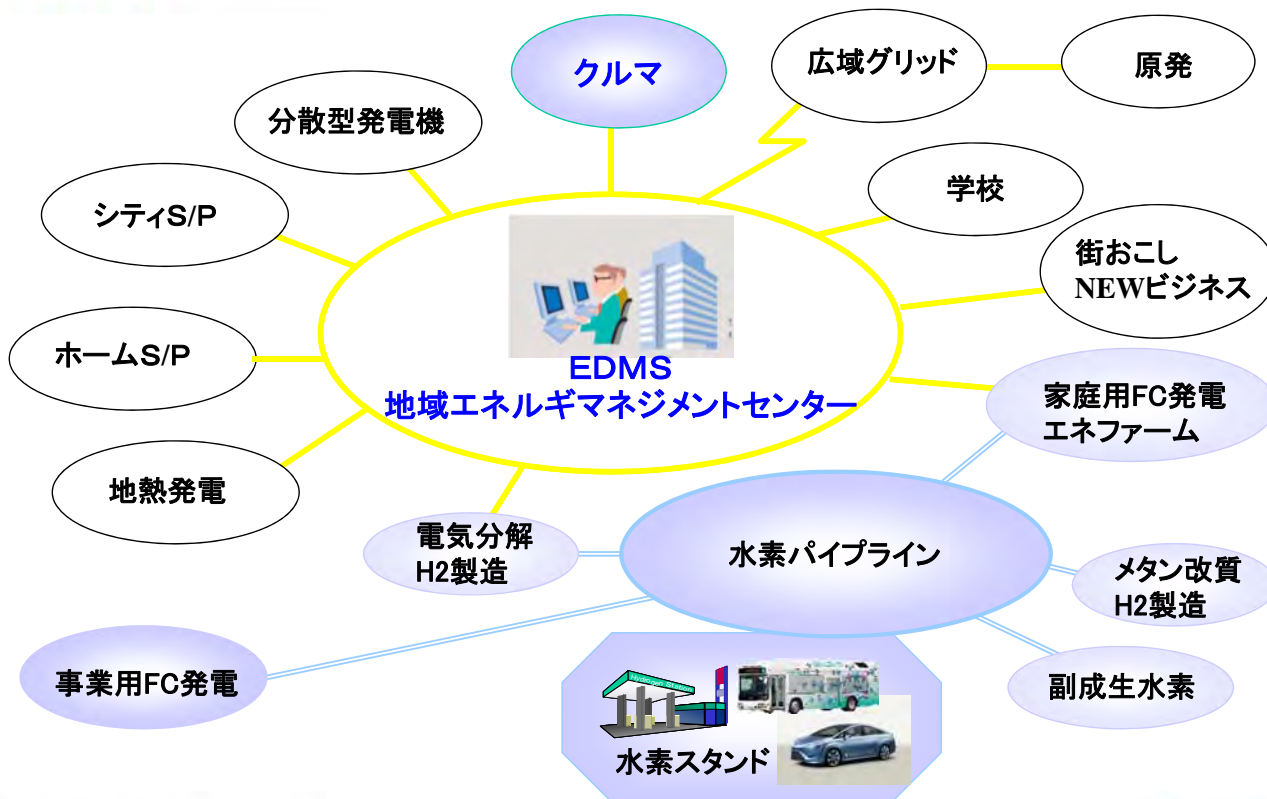 クルマ
広域グリッド
原発
分散型発電機
学校
シティS/P
街おこし
NEWビジネス
ホームS/P
EDMS
地域エネルギマネジメントセンター
家庭用FC発電
エネファーム
地熱発電
電気分解
H2製造
水素パイプライン
メタン改質
H2製造
事業用FC発電
副成生水素
Hydrogen Station
水素スタンド